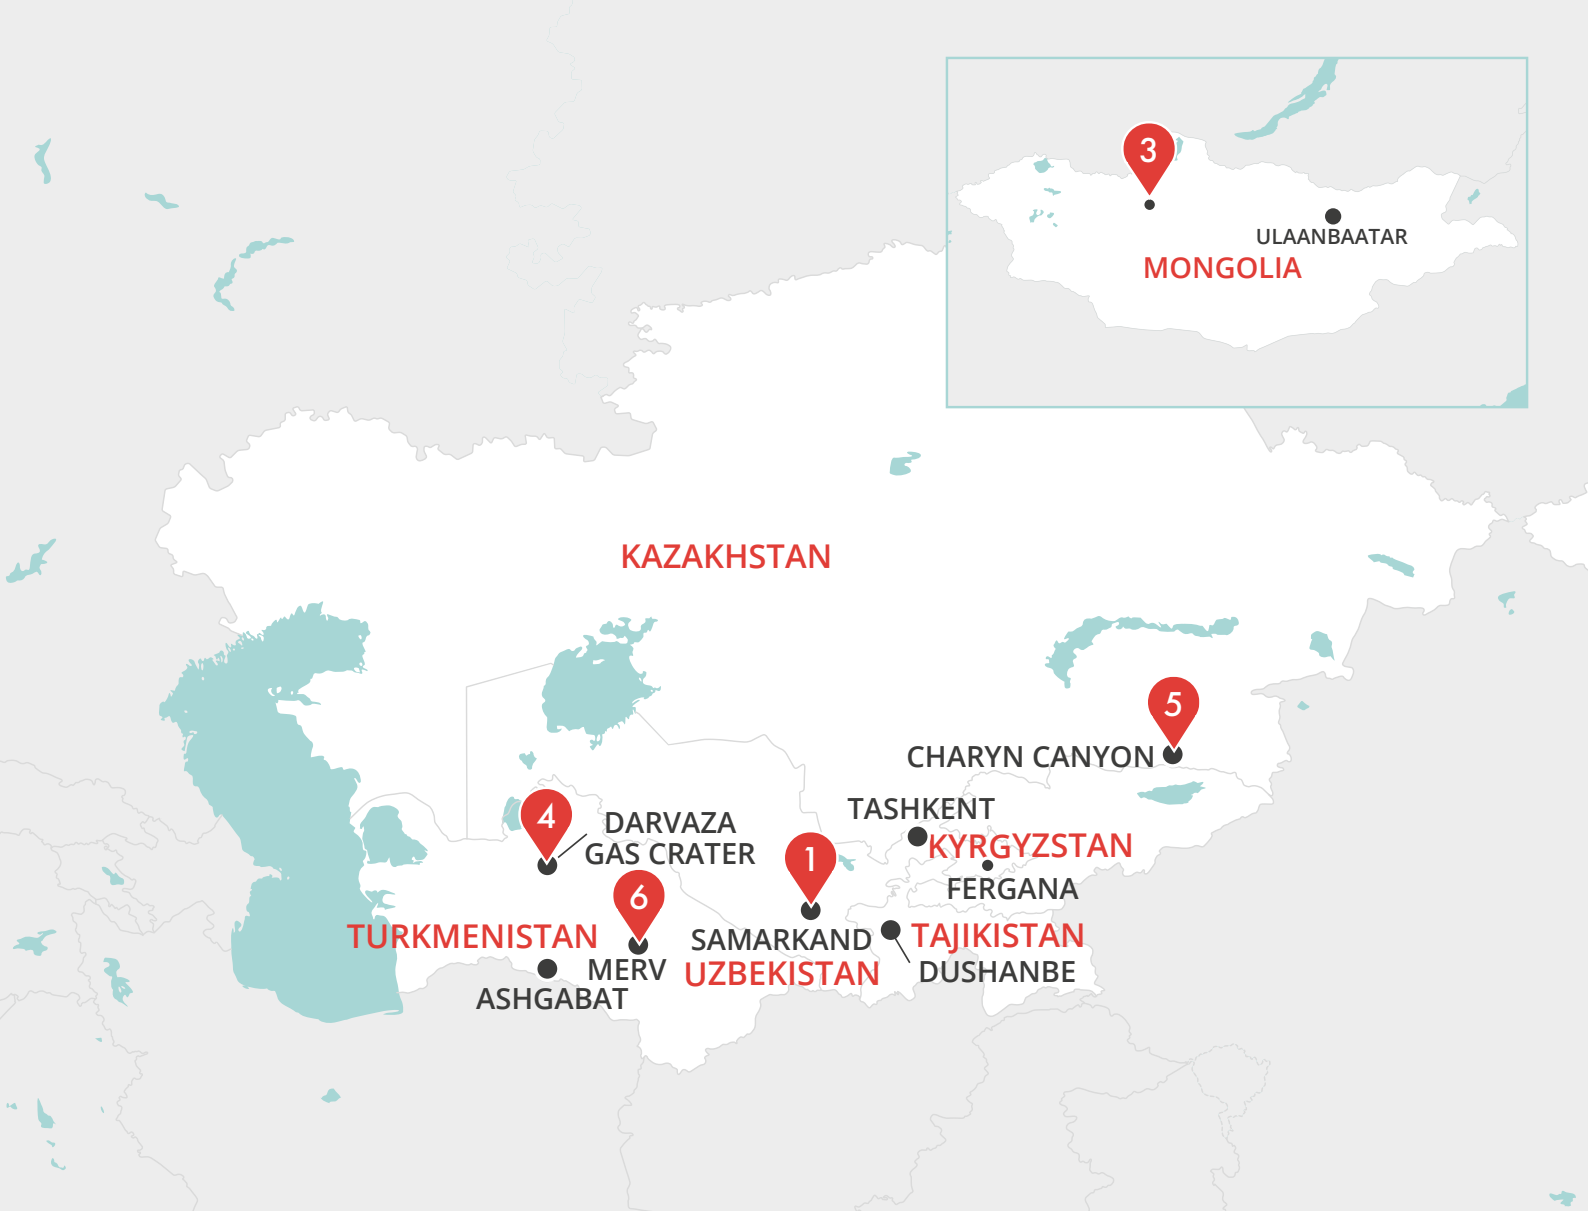 3
ULAANBAATAR
MONGOLIA
KAZAKHSTAN
5
CHARYN CANYON
TASHKENT
4
DARVAZA
GAS CRATER
KYRGYZSTAN
1
FERGANA
6
TURKMENISTAN
SAMARKAND
TAJIKISTAN
MERV
UZBEKISTAN
DUSHANBE
ASHGABAT